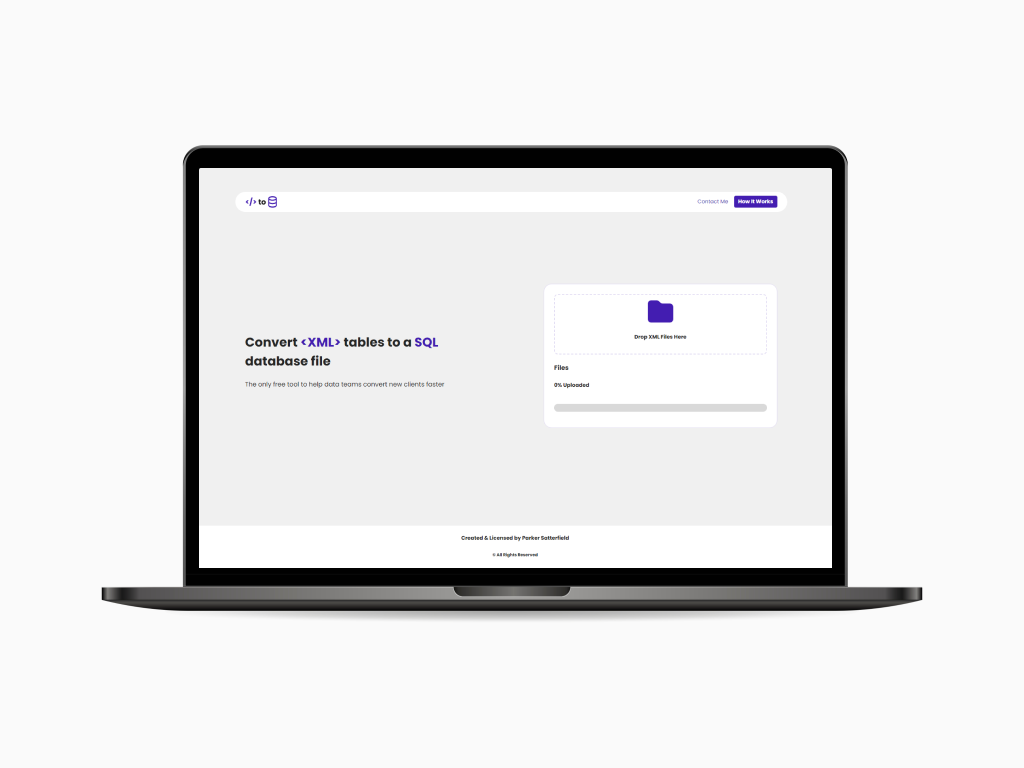 </> to
Contact Me
How It Works
Convert <XML> tables to a SQL
database file
The only free tool to help data teams convert new clients faster
Drop XML Files Here
Files
0% Uploaded
Created & Licensed by Parker Satterfield
© All Rights Reserved